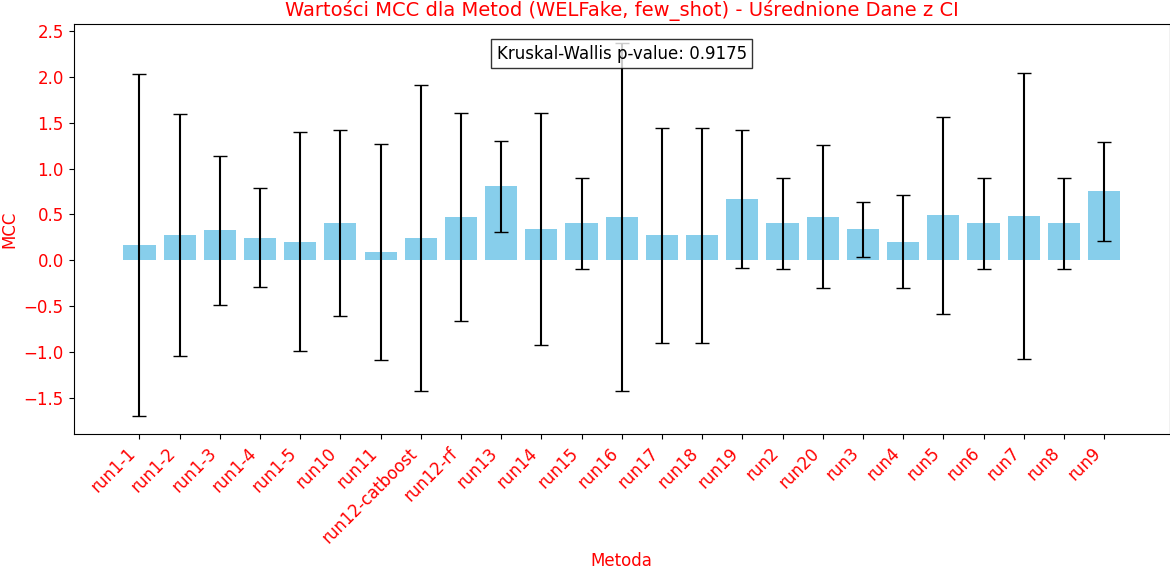 Wartości MCC dla Metod (WELFake, few_shot) - Uśrednione Dane z CI
Kruskal-Wallis p-value: 0.9175
MCC
2.5
2.0
1.5
1.0
0.5
0.0
−0.5
−1.0
−1.5
run1-1
run1-2
run1-3
run1-4
run1-5
run10
run11
run12-catboost
run12-rf
run13
run14
run15
run16
run17
run18
run19
run2
run20
run3
run4
run5
run6
run7
run8
run9
Metoda